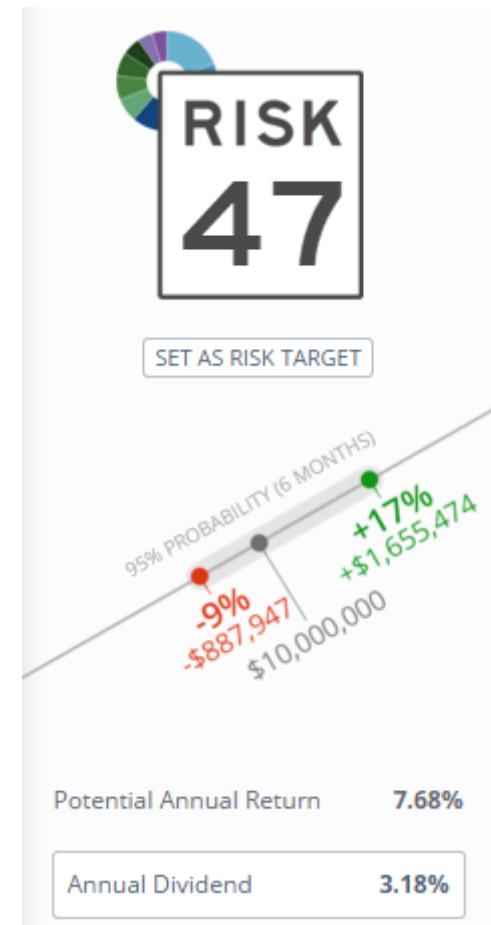 RISK
47
SET AS RISK TARGET
95% PROBABILITY (6 MONTHS)
+17%
+$1,655,474
-9%
-$887,947
$10,000,000
Potential Annual Return 7.68%
Annual Dividend 3.18%